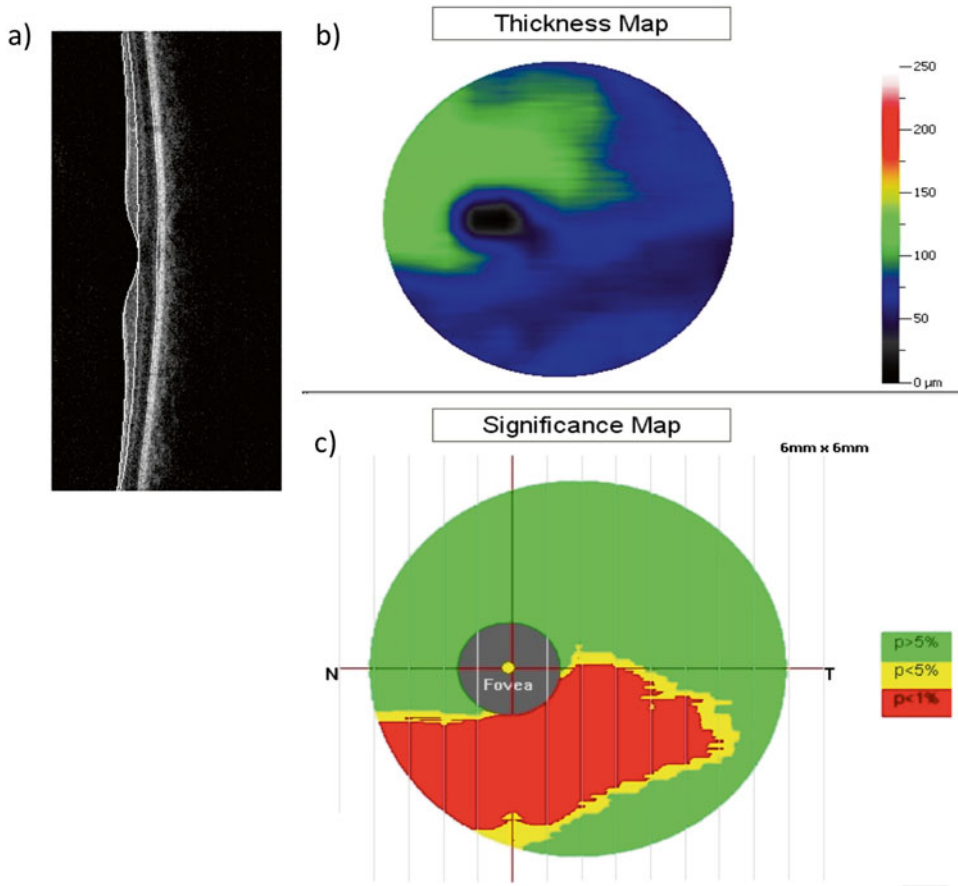 a)
b)
Thickness Map
250
200
150
100
50
0 µm
Significance Map
c)
6mm x 6mm
N
Fovea
T
p>5%
p<5%
p<1%